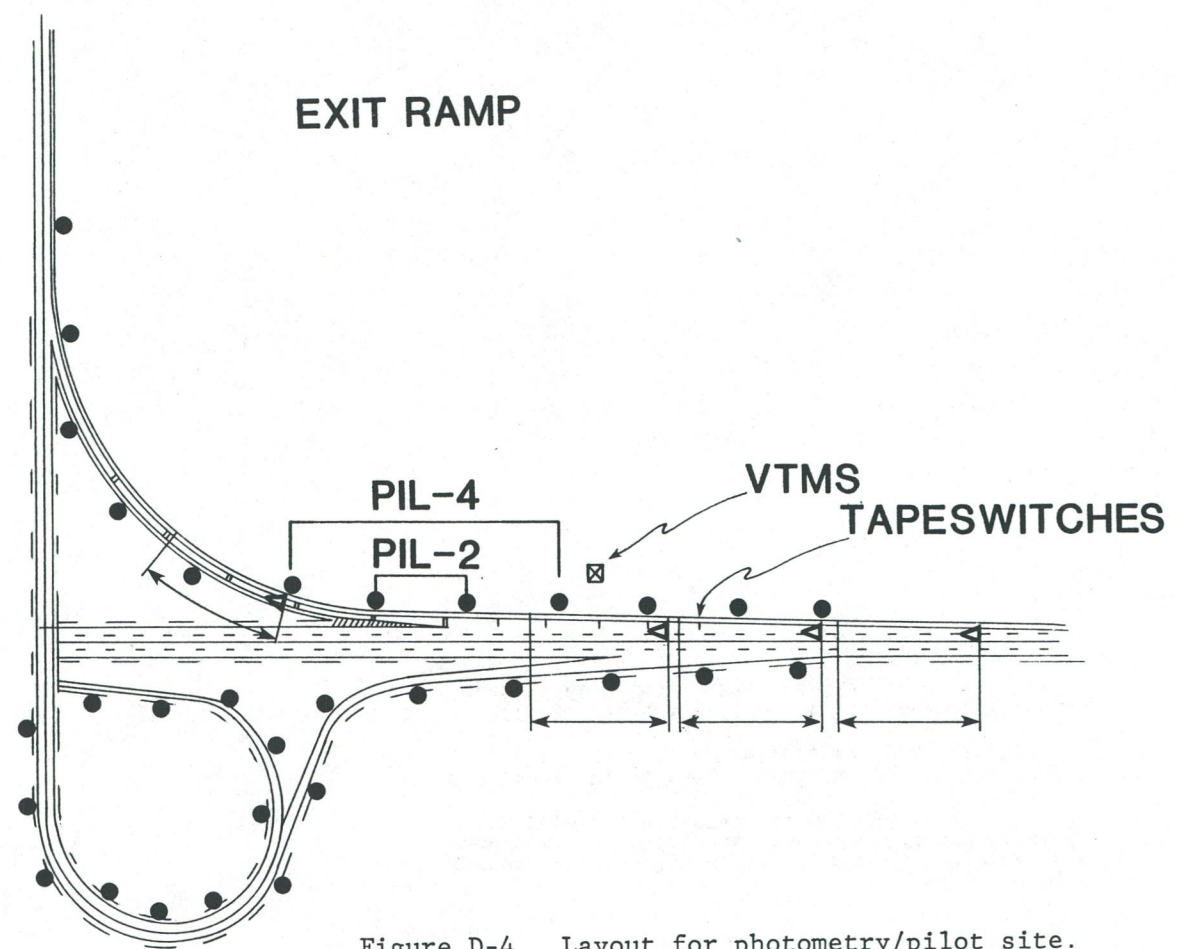 EXIT RAMP
PIL-4
PIL-2
VTMS
TAPESWITCHES
Figure D-4. Layout for photometry/pilot site.